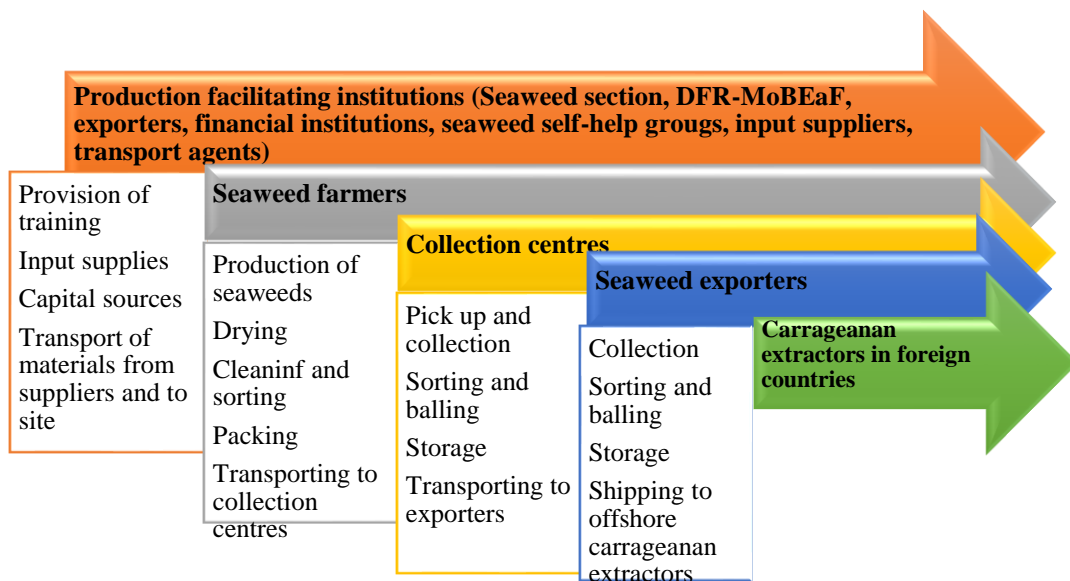 Production facilitating institutions (Seaweed section, DFR-MoBEaF,
exporters, financial institutions, seaweed self-help grougs, input suppliers,
transport agents)
Provision of
training
Input supplies
Capital sources
Transport of
materials from
suppliers and to
site
Seaweed farmers
Production of
seaweeds
Drying
Cleaninf and
sorting
Packing
Transporting to
collection
centres
Collection centres
Pick up and
collection
Sorting and
balling
Storage
Transporting to
exporters
Seaweed exporters
Collection
Sorting and
balling
Storage
Shipping to
offshore
carrageanan
extractors
Carrageanan
extractors in foreign
countries